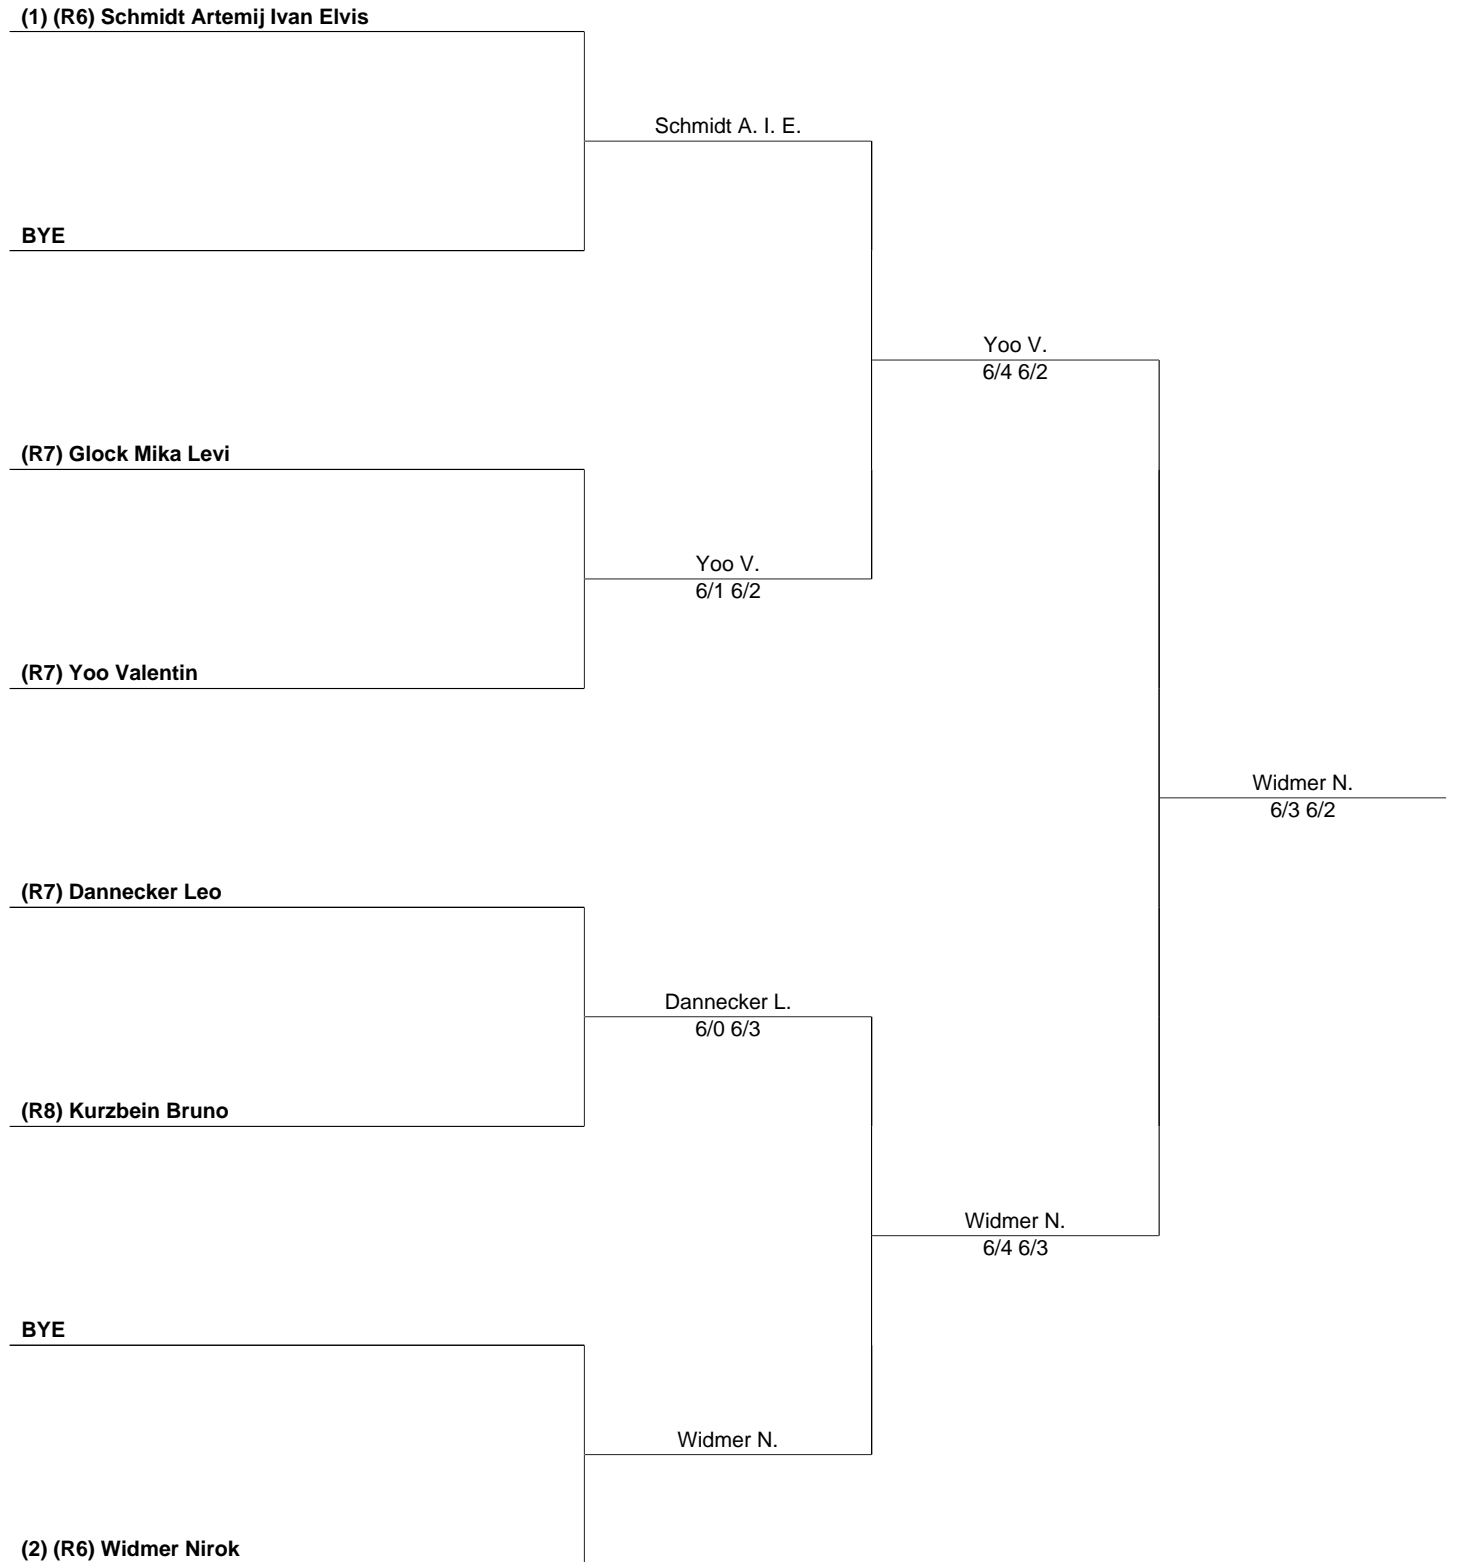 (1) (R6) Schmidt Artemij Ivan Elvis
Schmidt A. I. E.
BYE
Yoo V.
6/4 6/2
(R7) Glock Mika Levi
Yoo V.
6/1 6/2
(R7) Yoo Valentin
Widmer N.
6/3 6/2
(R7) Dannecker Leo
Dannecker L.
6/0 6/3
(R8) Kurzbein Bruno
Widmer N.
6/4 6/3
BYE
Widmer N.
(2) (R6) Widmer Nirok